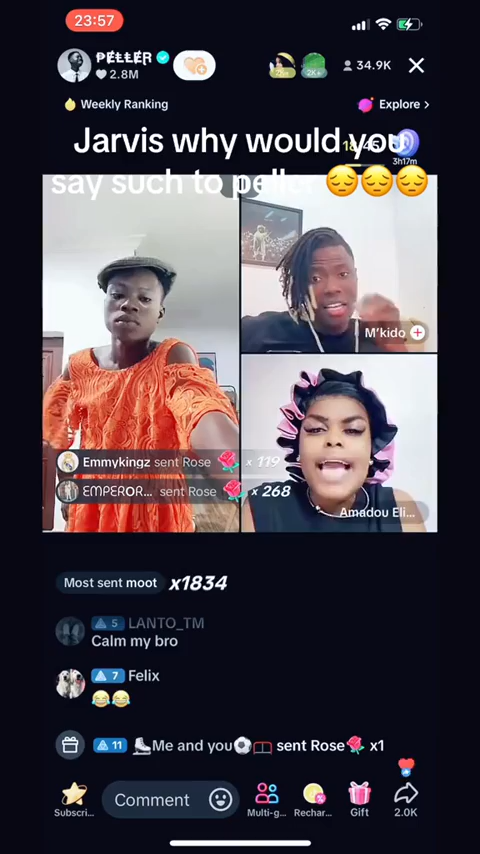 23:57
PELLER
2.8M
2K+
34.9K
Weekly Ranking
Explore >
Jarvis why would you
3h17m
say such to peller 😔😔😔
M'kido
Emmykingz sent Rose 🌹 x 119
EMPEROR... sent Rose 🌹 x 268
Amadou Eli...
Most sent moot x1834
5 LANTO_TM
Calm my bro
7 Felix
😂😂
11 ⛸️Me and you⚽🥅 sent Rose🌹 x1
Comment
Subscri...
Multi-g...
Rechar...
Gift
2.0K